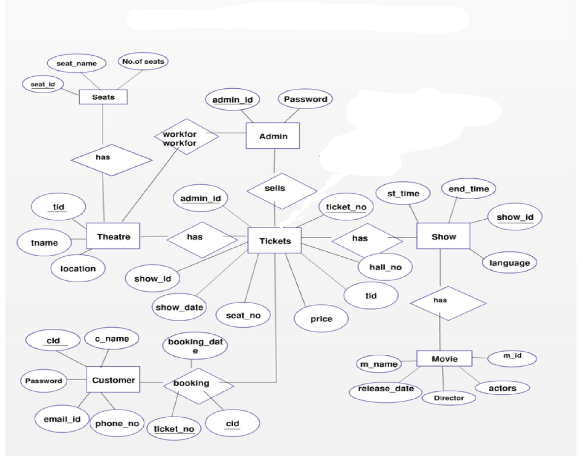 seat_name
No.of seats
seat_id
Seats
admin_id
Password
workfor
workfor
Admin
has
sells
st_time
end_time
tid
admin_id
ticket_no
show_id
tname
Theatre
has
Tickets
has
Show
location
hall_no
language
show_id
tid
show_date
seat_no
price
has
cid
c_name
booking_dat
e
m_name
Movie
m_id
Password
Customer
booking
release_date
Director
actors
email_id
phone_no
ticket_no
cid